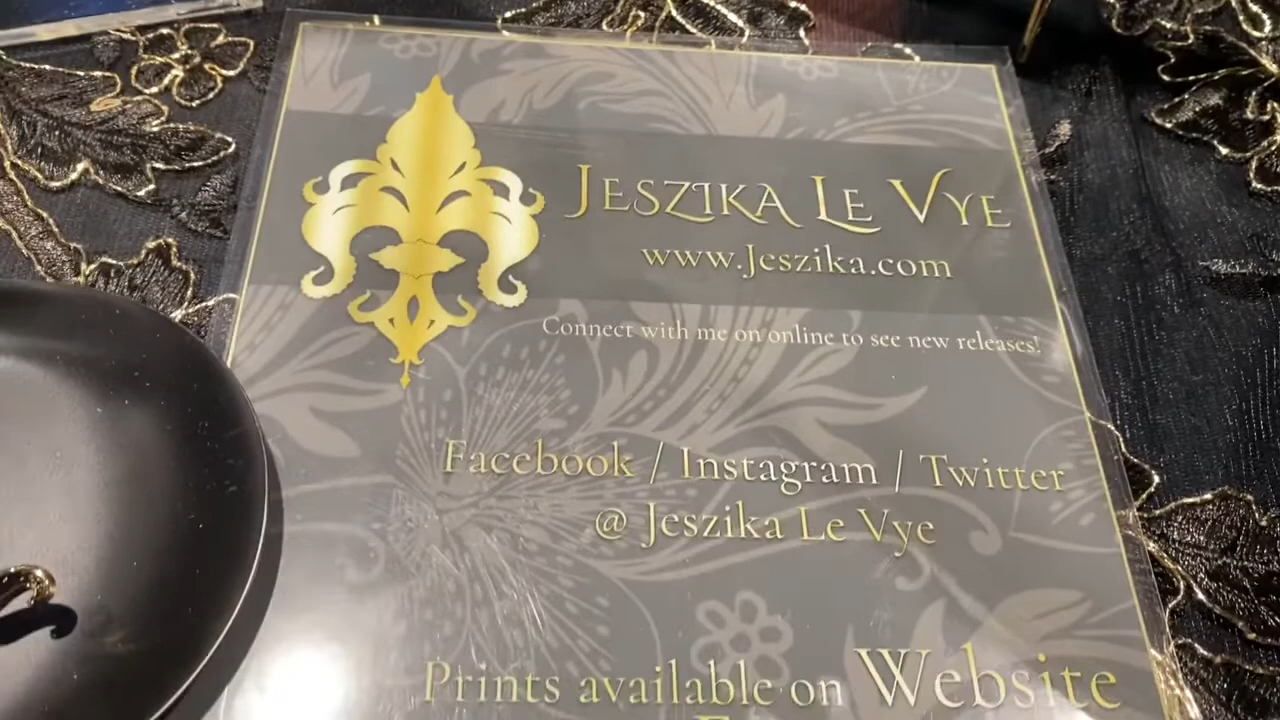 Jeszika Le Vye
www.Jeszika.com
Connect with me on online to see new releases!
Facebook / Instagram / Twitter
@ Jeszika Le Vye
Prints available on Website